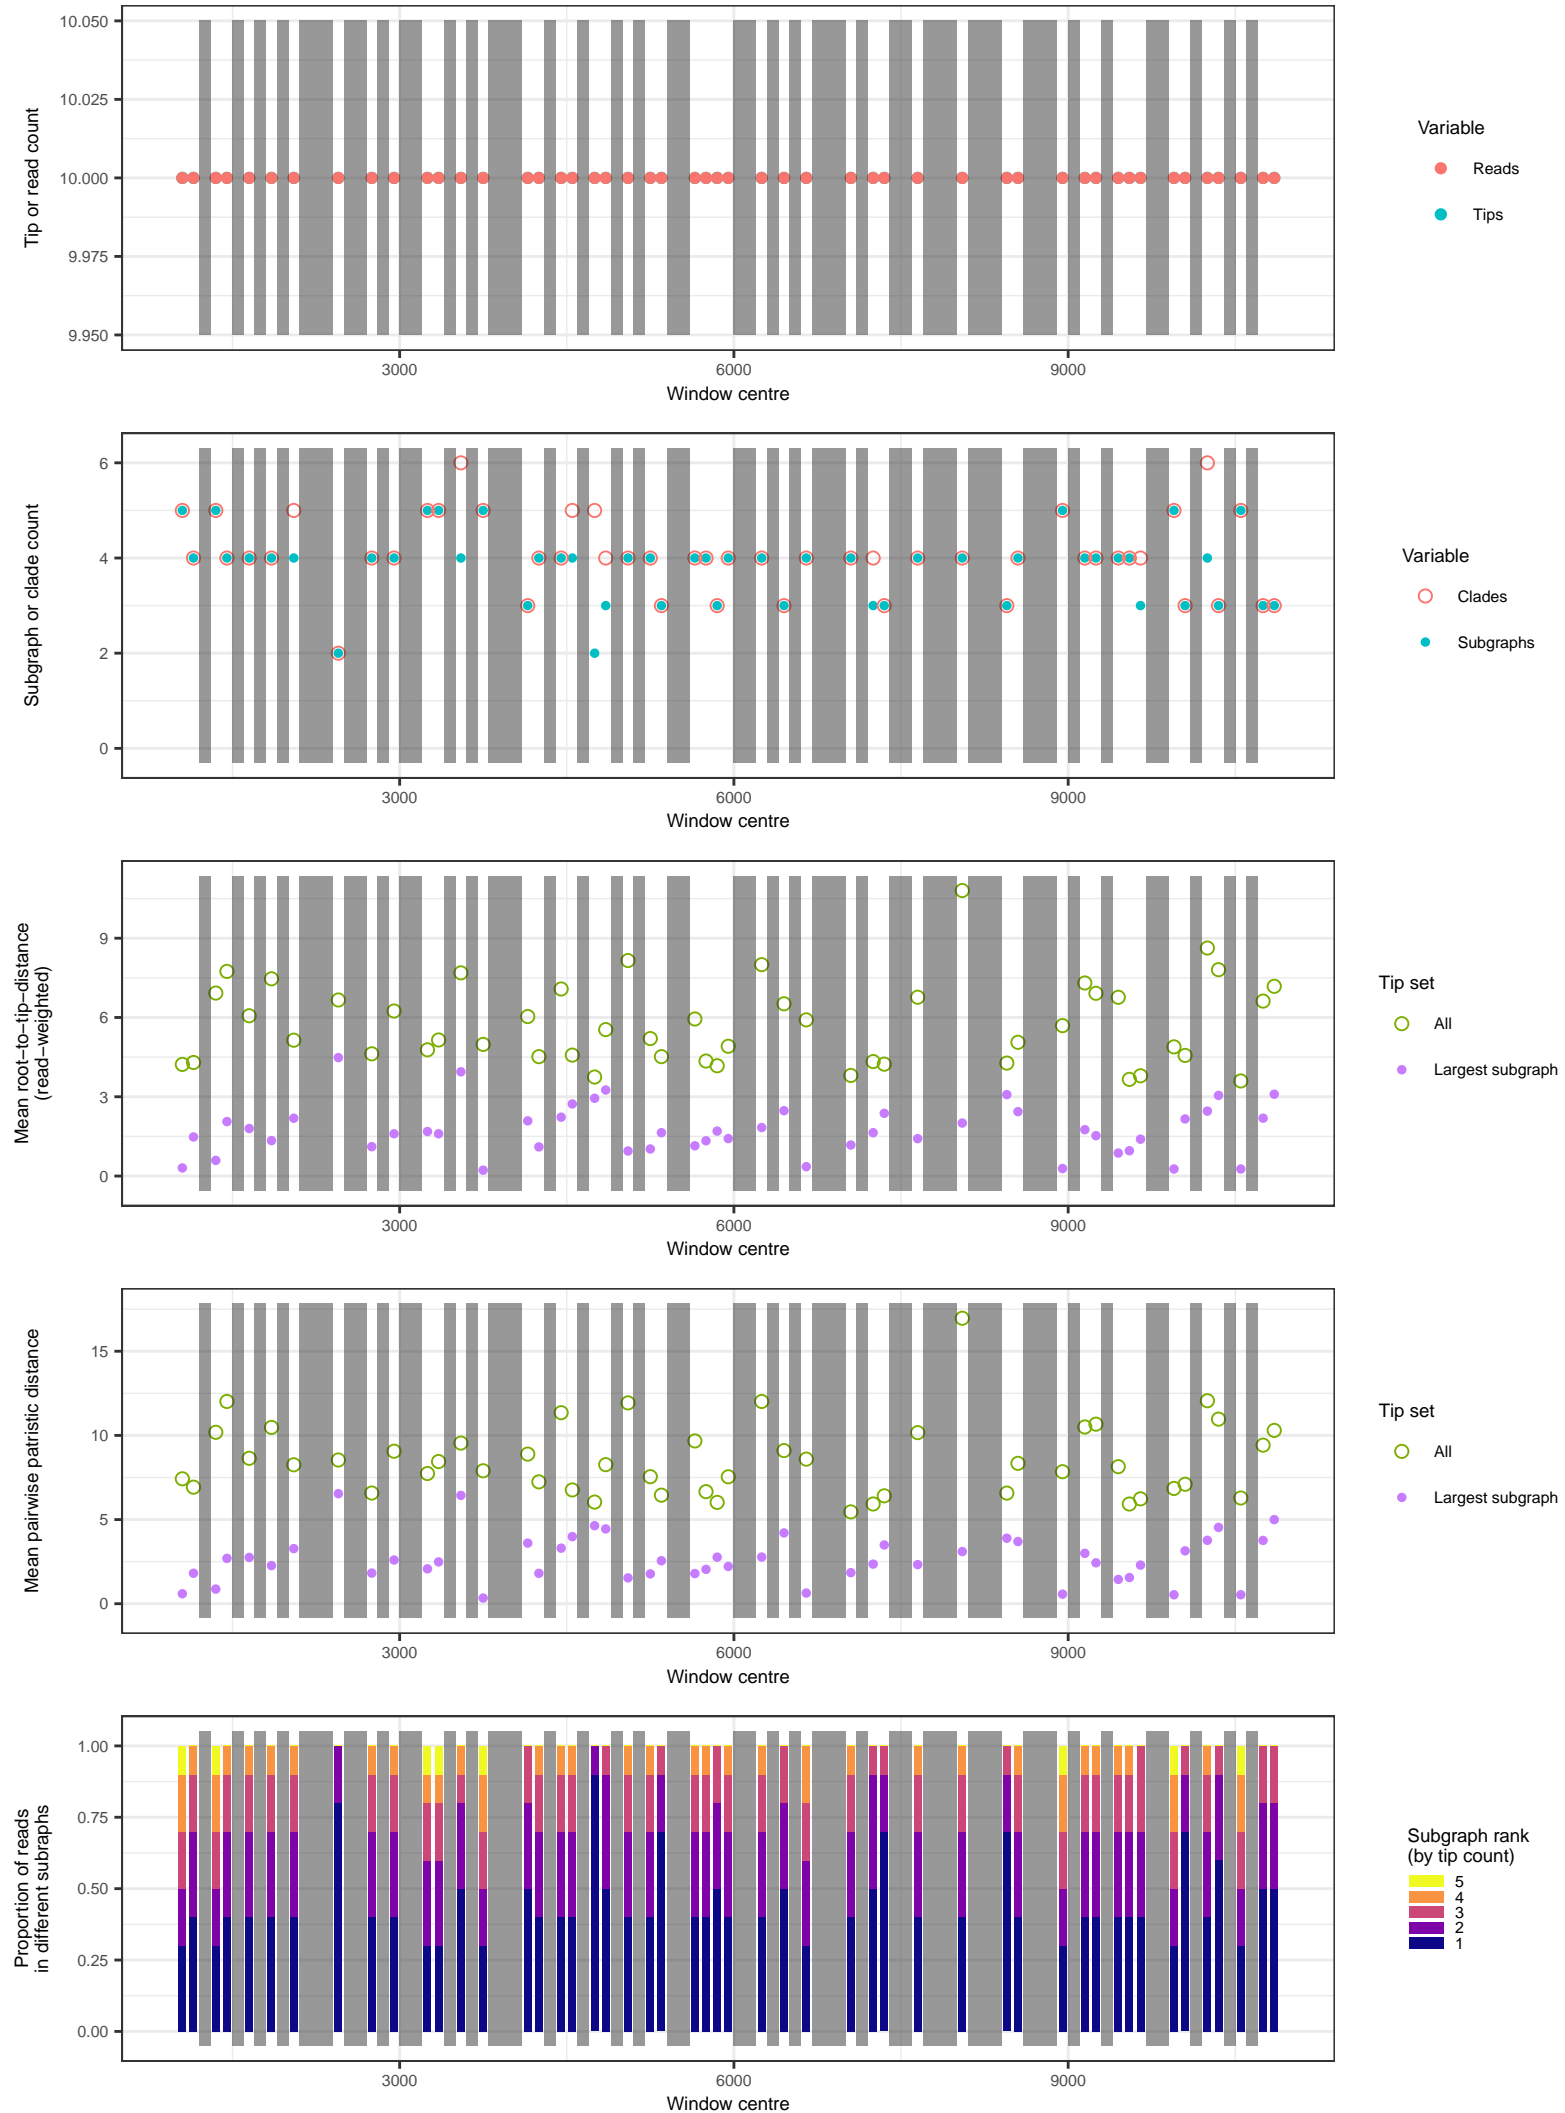 10.050
10.025
10.000
9.975
9.950
Tip or read count
3000
6000
9000
Window centre
Variable
Reads
Tips
6
4
2
0
Subgraph or clade count
3000
6000
9000
Window centre
Variable
Clades
Subgraphs
9
6
3
0
Mean root−to−tip−distance
(read−weighted)
3000
6000
9000
Window centre
Tip set
All
Largest subgraph
15
10
5
0
Mean pairwise patristic distance
3000
6000
9000
Window centre
Tip set
All
Largest subgraph
1.00
0.75
0.50
0.25
0.00
Proportion of reads
in different subraphs
3000
6000
9000
Window centre
Subgraph rank
(by tip count)
5
4
3
2
1